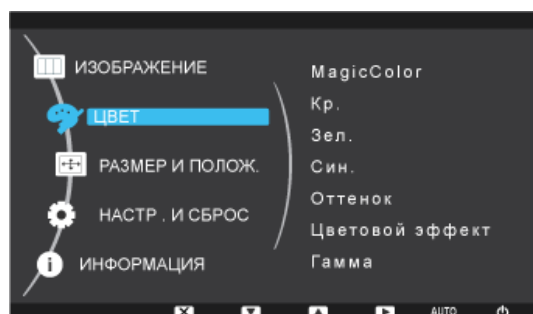 ИЗОБРАЖЕНИЕ
ЦВЕТ
РАЗМЕР И ПОЛОЖ.
НАСТР . И СБРОС
ИНФОРМАЦИЯ
MagicColor
Кр.
Зел.
Син.
Оттенок
Цветовой эффект
Гамма
AUTO